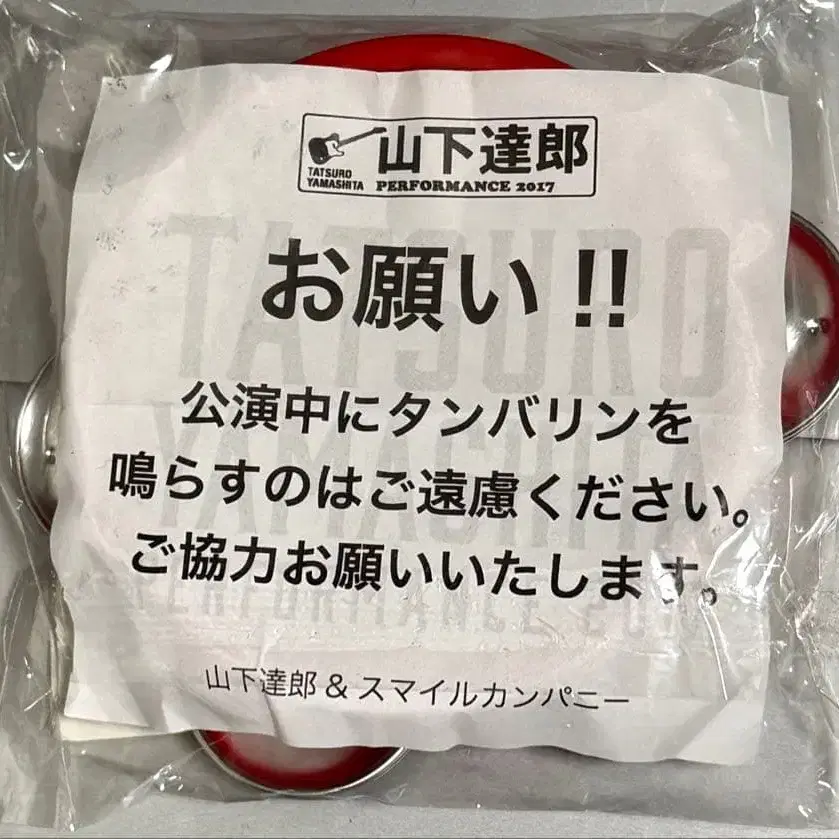 山下達郎
TATSURO
YAMASHITA
PERFORMANCE 2017
お願い!!
公演中にタンバリンを
鳴らすのはご遠慮ください。
ご協力お願いいたします。
山下達郎 & スマイルカンパニー
TATSURO
YAMASHITA